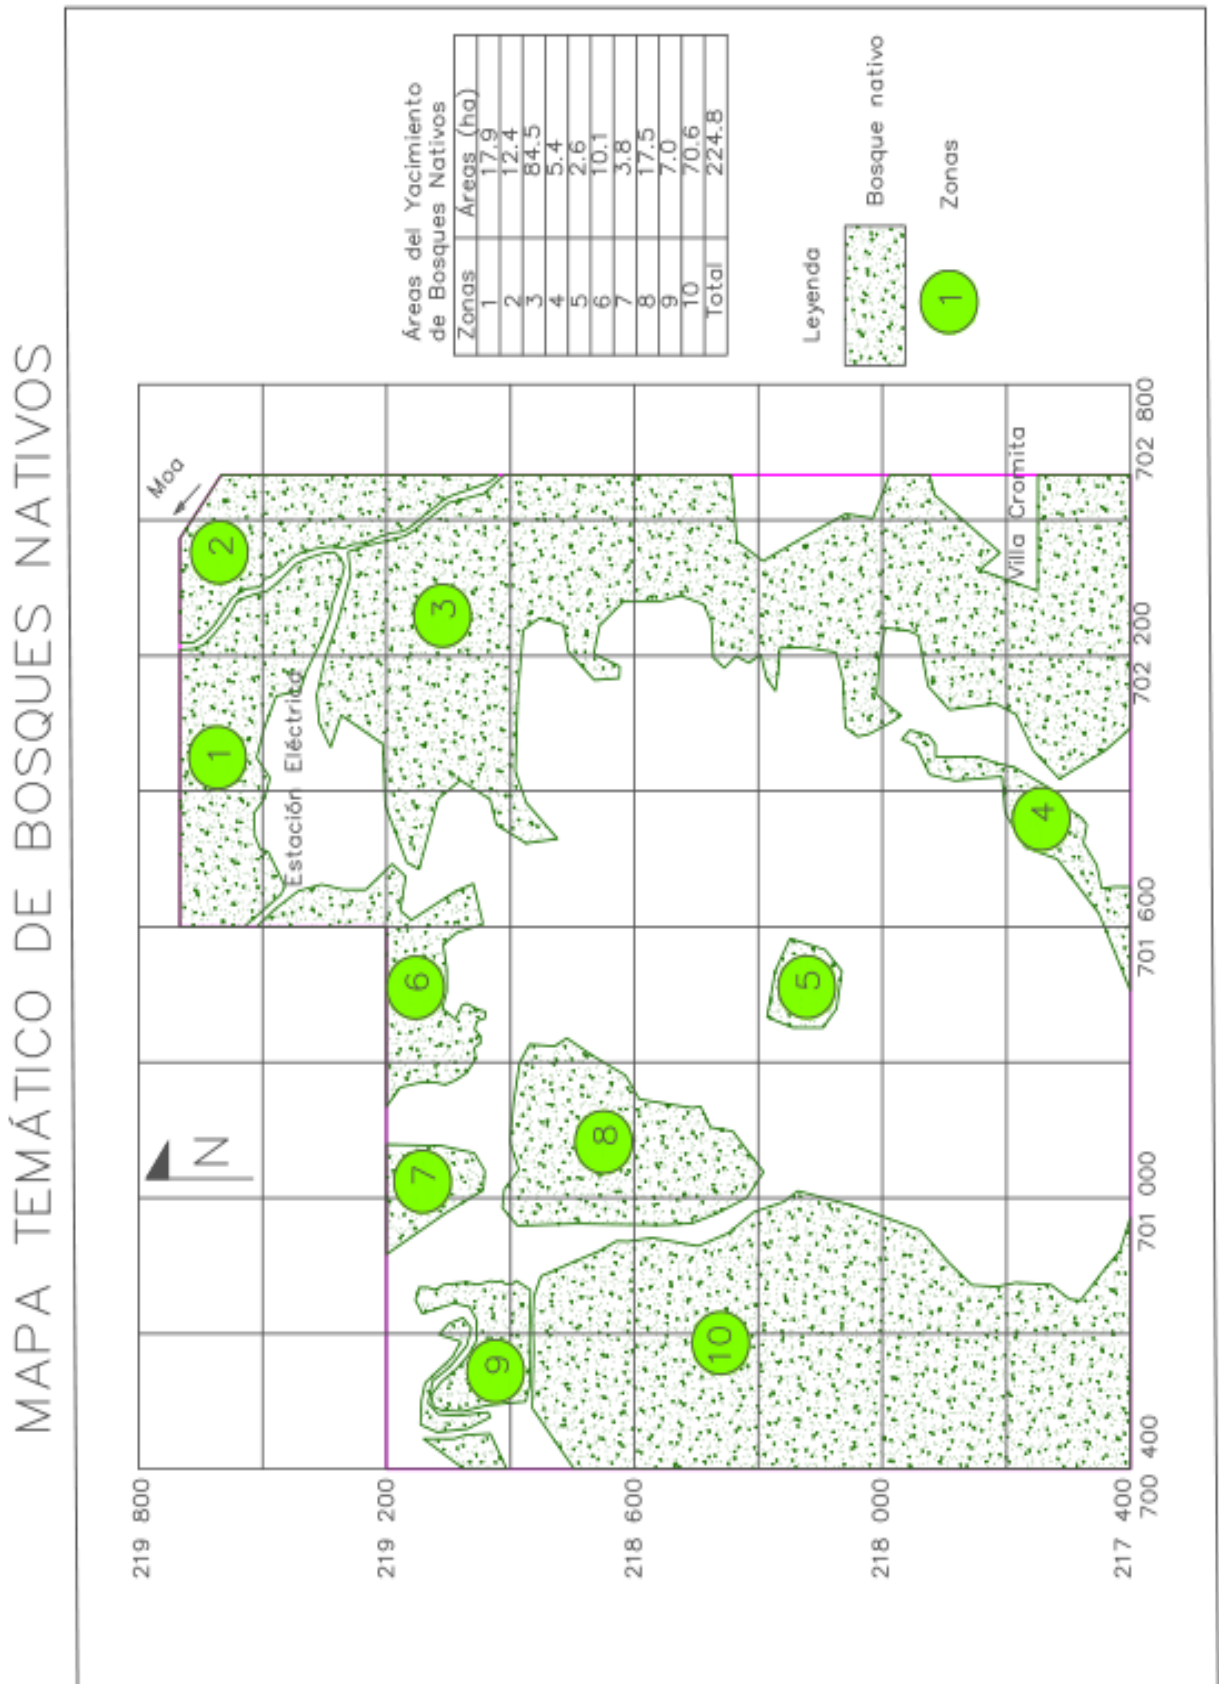 MAPA TEMÁTICO DE BOSQUES NATIVOS
219 800
219 200
218 600
218 000
217 400
700 400
701 000
701 600
702 200
702 800
N
Moa
Estación Eléctrica
Villa Cromita
1
2
3
4
5
6
7
8
9
10
Áreas del Yacimiento
de Bosques Nativos
Zonas Áreas (ha)
1 17.9
2 12.4
3 84.5
4 5.4
5 2.6
6 10.1
7 3.8
8 17.5
9 7.0
10 70.6
Total 224.8
Leyenda
Bosque nativo
1 Zonas